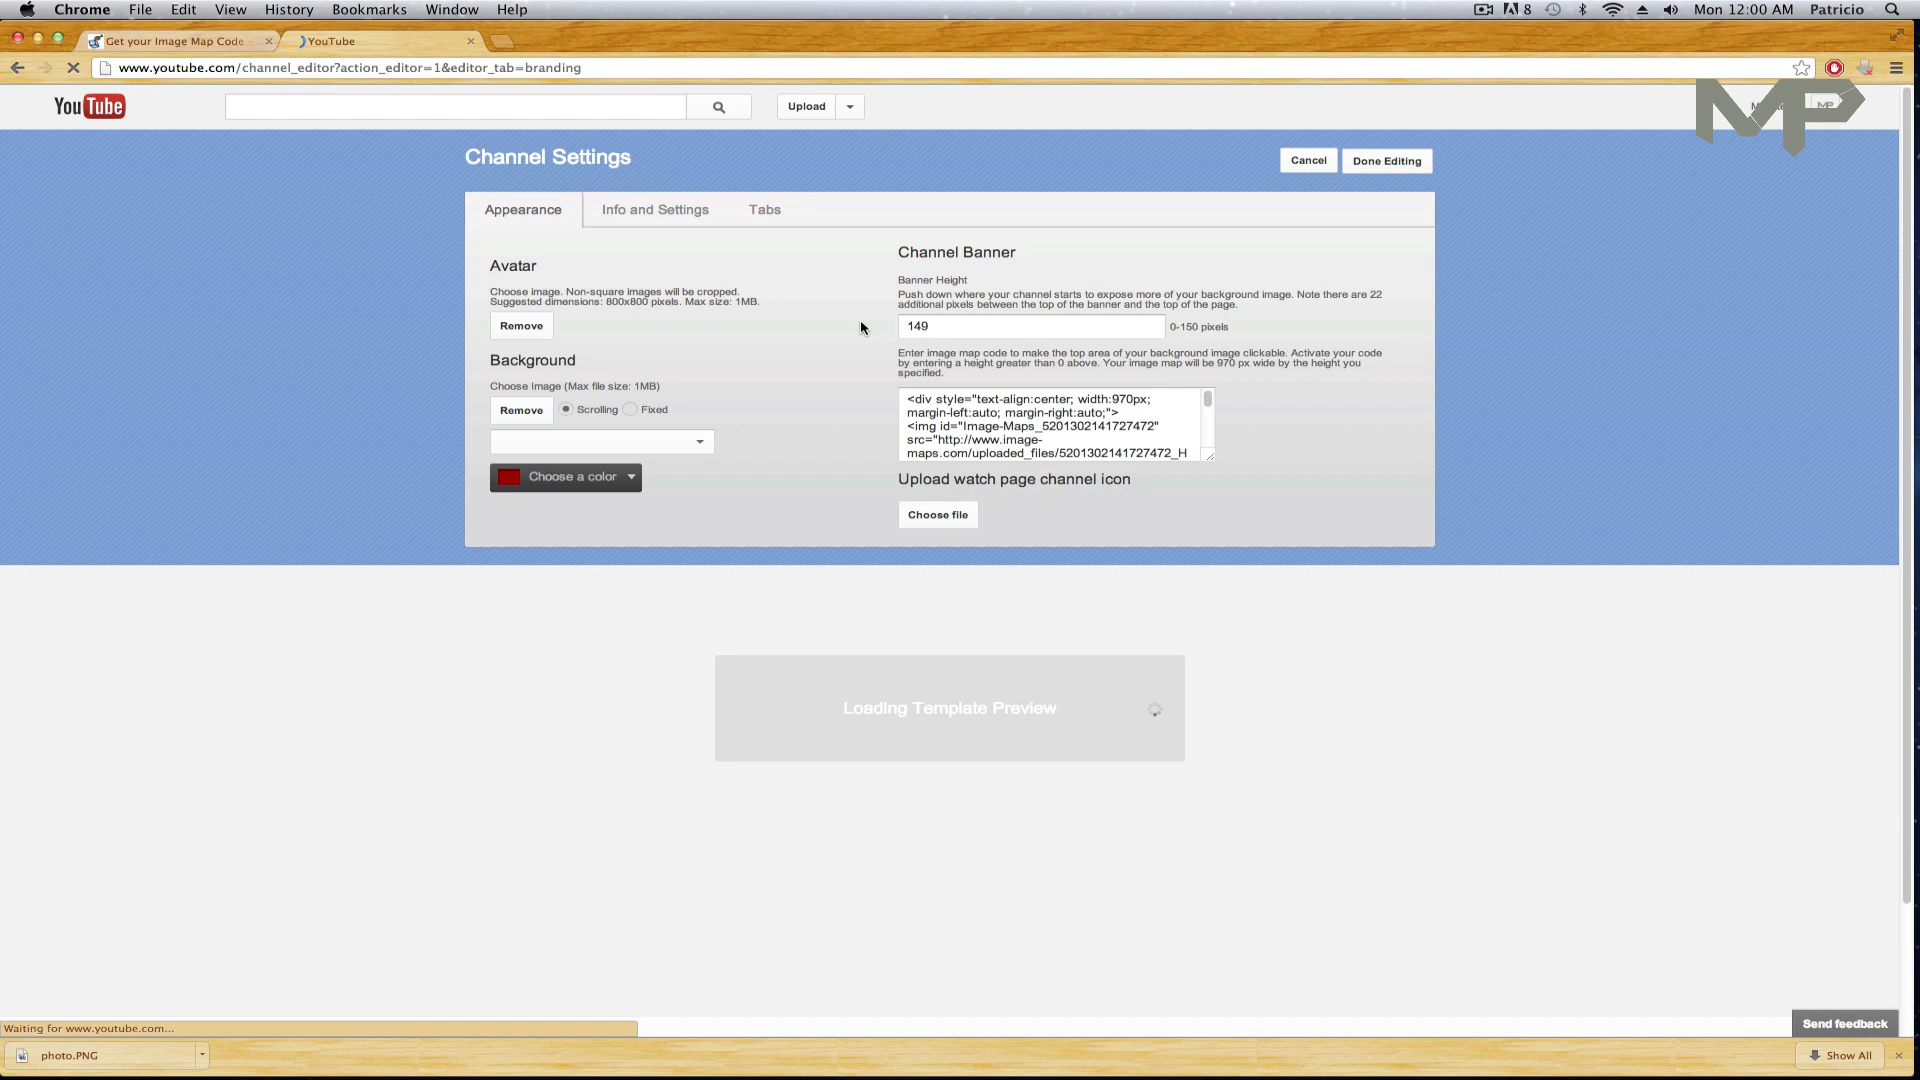 Chrome File Edit View History Bookmarks Window Help 8 Mon 12:00 AM Patricio
Get your Image Map Code - YouTube
www.youtube.com/channel_editor?action_editor=1&editor_tab=branding
YouTube Upload MP
MP
Channel Settings
Cancel Done Editing
Appearance Info and Settings Tabs
Avatar
Choose image. Non-square images will be cropped.
Suggested dimensions: 800x800 pixels. Max size: 1MB.
Remove
Background
Choose Image (Max file size: 1MB)
Remove Scrolling Fixed
Choose a color
Channel Banner
Banner Height
Push down where your channel starts to expose more of your background image. Note there are 22
additional pixels between the top of the banner and the top of the page.
149 0-150 pixels
Enter image map code to make the top area of your background image clickable. Activate your code
by entering a height greater than 0 above. Your image map will be 970 px wide by the height you
specified.
<div style="text-align:center; width:970px;
margin-left:auto; margin-right:auto;">
<img id="Image-Maps_5201302141727472"
src="http://www.image-
maps.com/uploaded_files/5201302141727472_H
Upload watch page channel icon
Choose file
Loading Template Preview
Send feedback
Waiting for www.youtube.com...
photo.PNG Show All